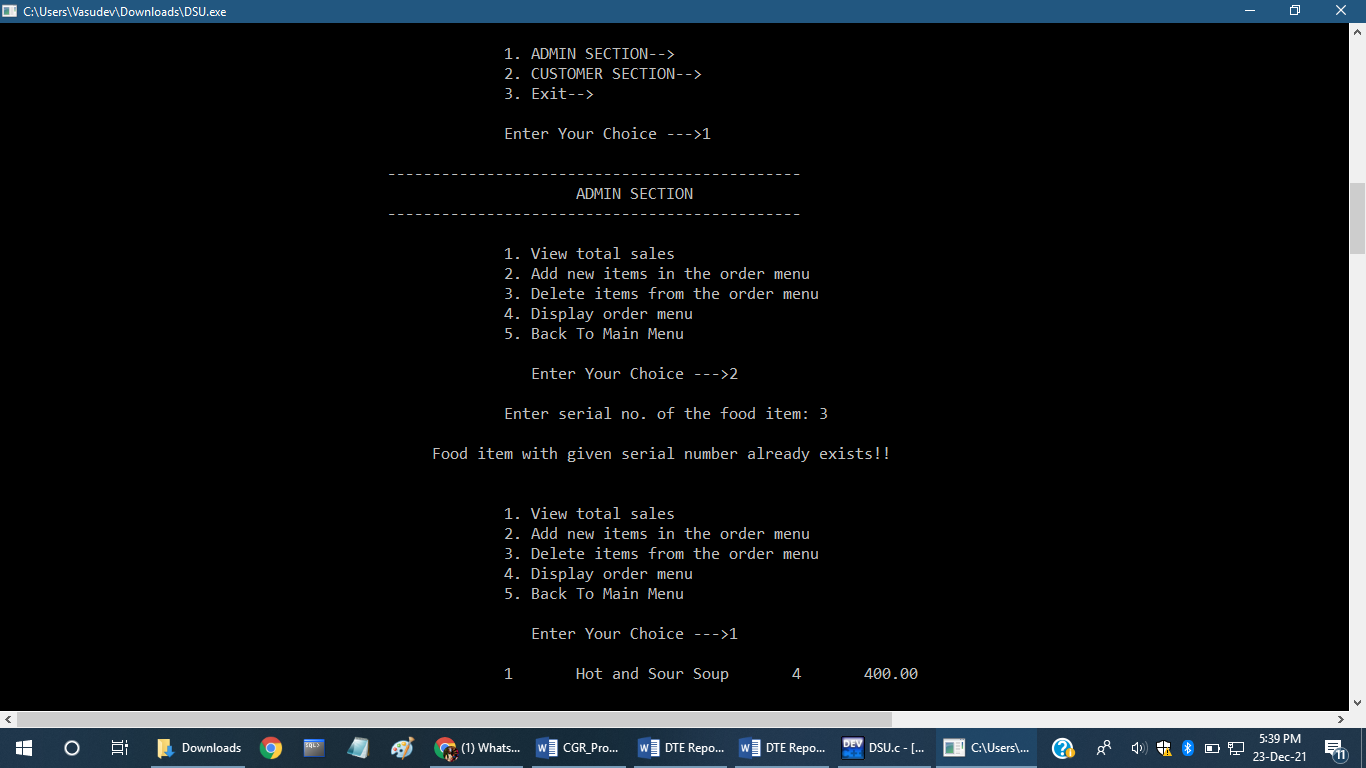 C:\Users\Vasudev\Downloads\DSU.exe
1. ADMIN SECTION-->
2. CUSTOMER SECTION-->
3. Exit-->
Enter Your Choice --->1
----------------------------------------------
ADMIN SECTION
----------------------------------------------
1. View total sales
2. Add new items in the order menu
3. Delete items from the order menu
4. Display order menu
5. Back To Main Menu
Enter Your Choice --->2
Enter serial no. of the food item: 3
Food item with given serial number already exists!!
1. View total sales
2. Add new items in the order menu
3. Delete items from the order menu
4. Display order menu
5. Back To Main Menu
Enter Your Choice --->1
1 Hot and Sour Soup 4 400.00
Downloads SQL> (1) Whats... CGR_Pro... DTE Repo... DTE Repo... DEV DSU.c - [... C:\Users\... 5:39 PM
23-Dec-21 11